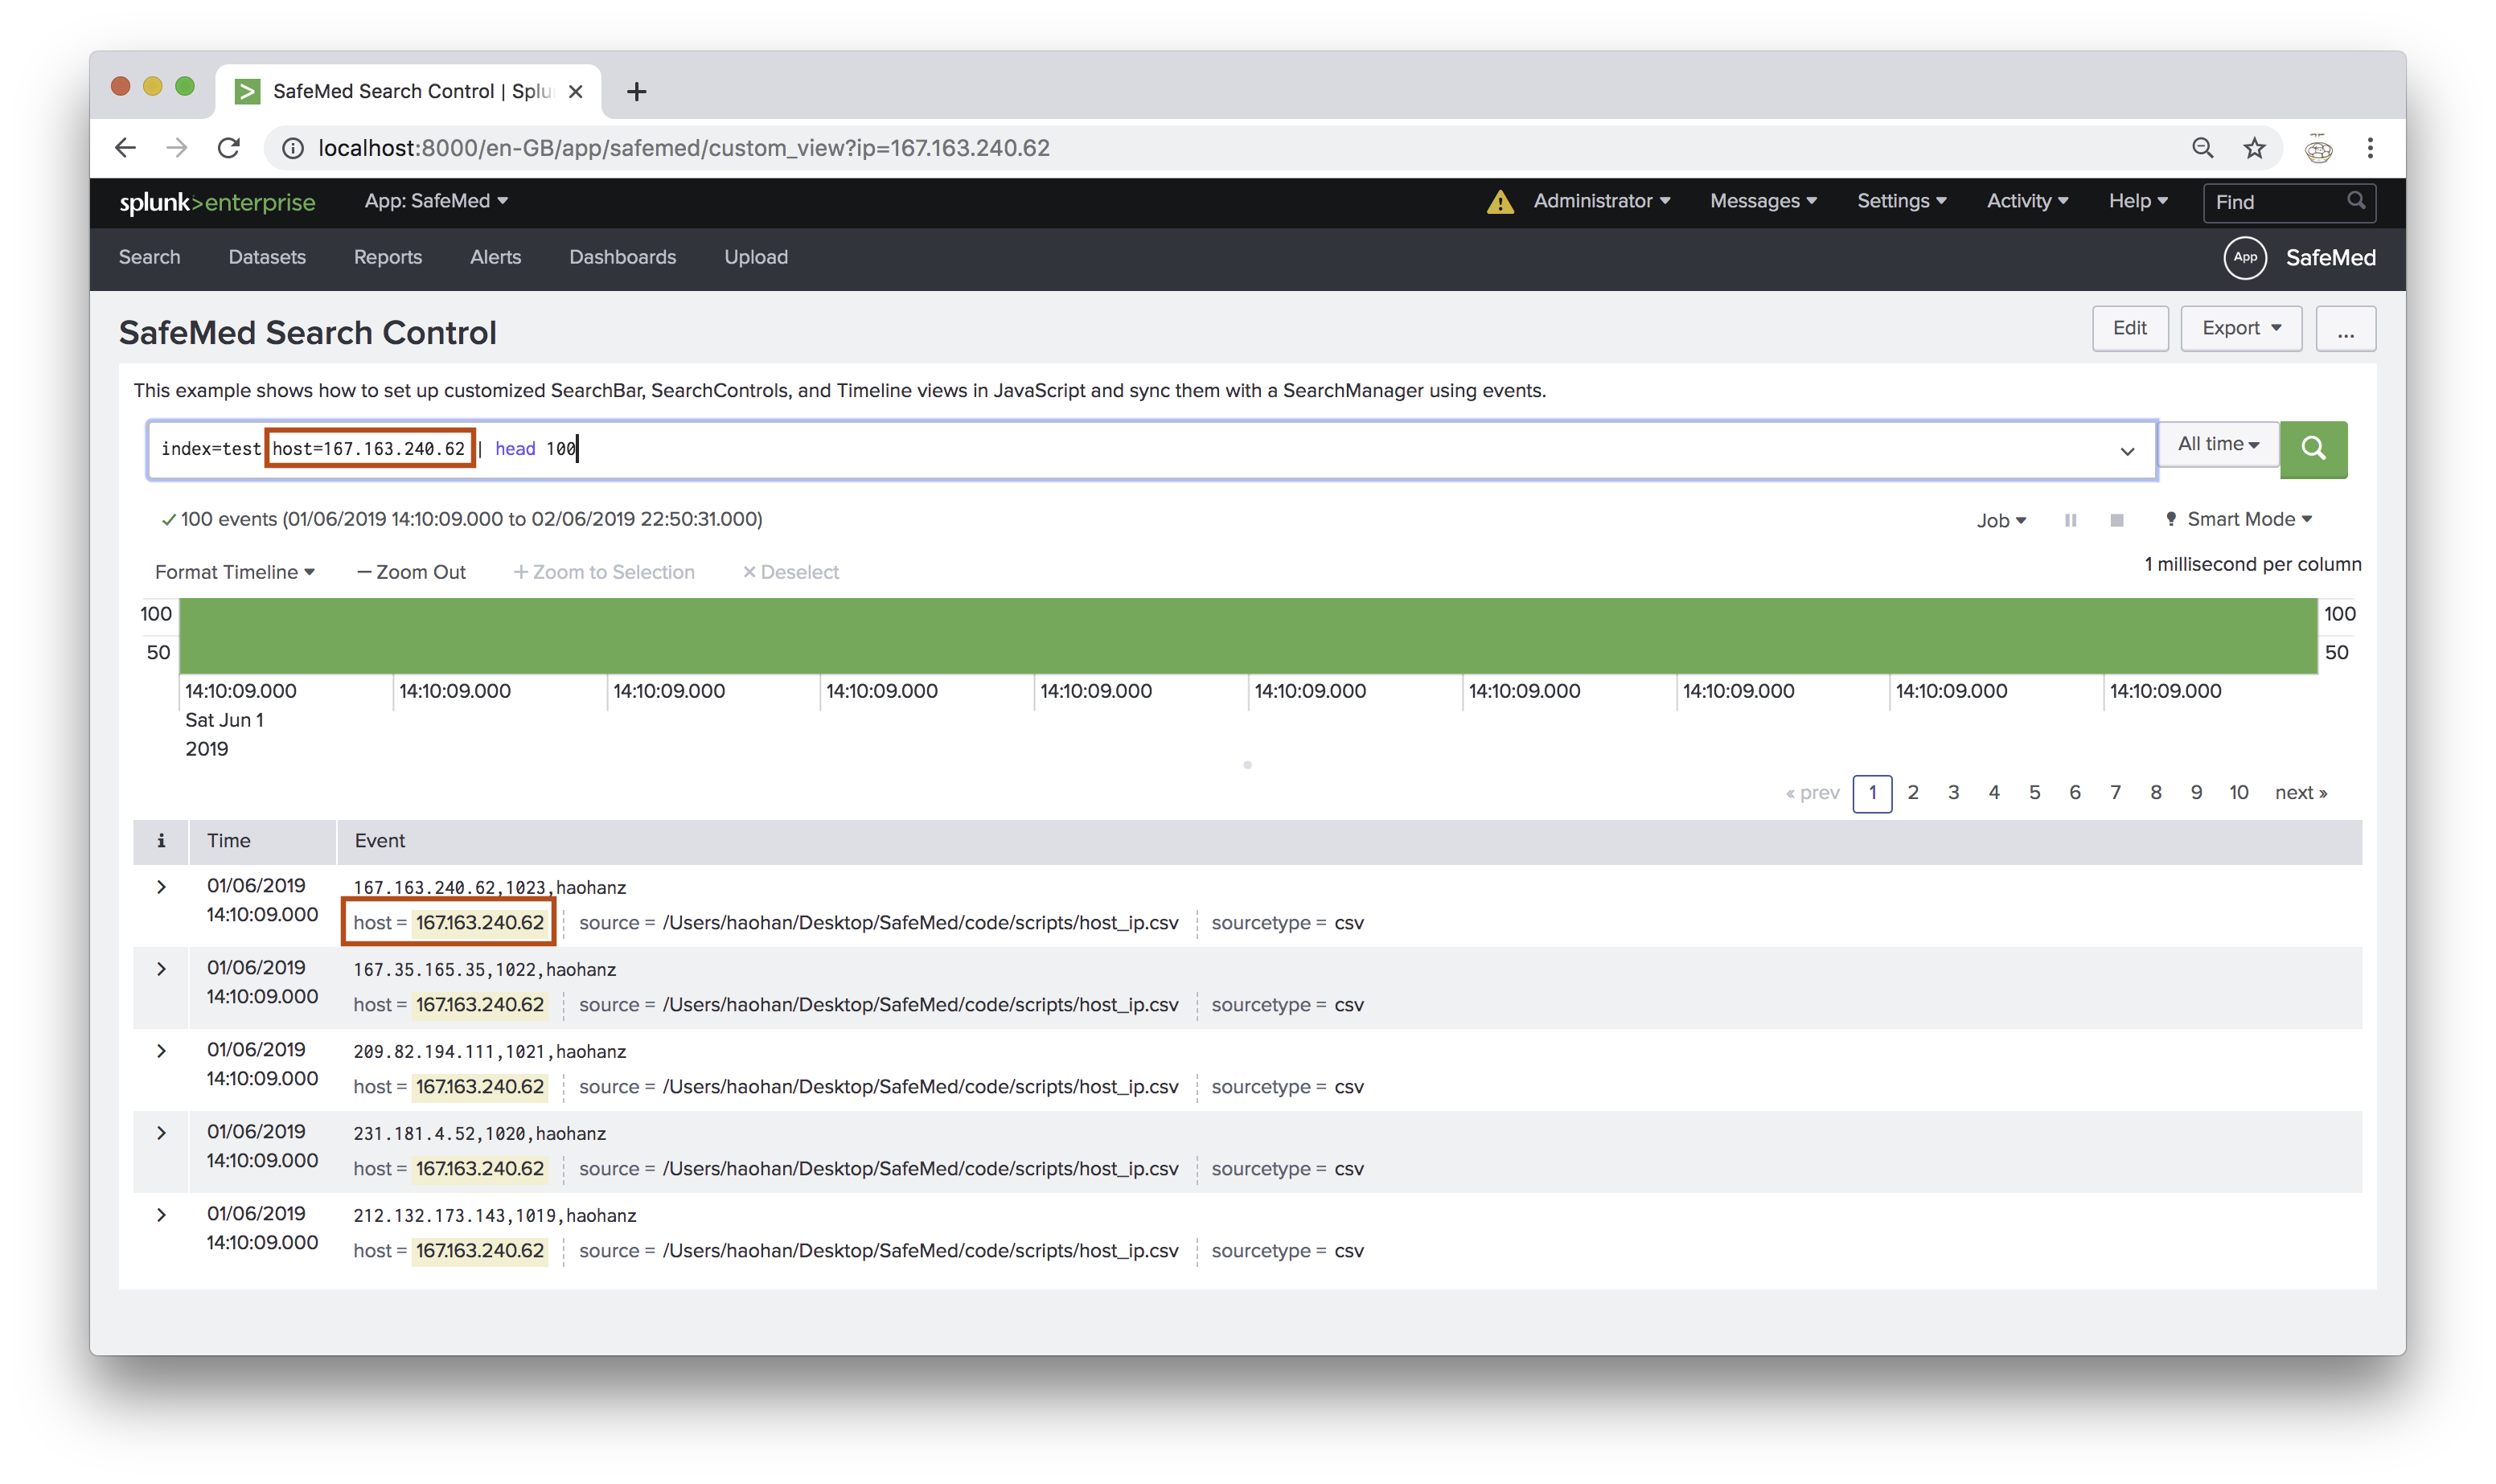 SafeMed Search Control | Splu
localhost:8000/en-GB/app/safemed/custom_view?ip=167.163.240.62
splunk>enterprise App: SafeMed Administrator Messages Settings Activity Help Find
Search Datasets Reports Alerts Dashboards Upload App SafeMed
SafeMed Search Control Edit Export ...
This example shows how to set up customized SearchBar, SearchControls, and Timeline views in JavaScript and sync them with a SearchManager using events.
index=test host=167.163.240.62 | head 100 All time
✓ 100 events (01/06/2019 14:10:09.000 to 02/06/2019 22:50:31.000) Job Smart Mode
Format Timeline — Zoom Out + Zoom to Selection × Deselect 1 millisecond per column
100 100
50 50
14:10:09.000 14:10:09.000 14:10:09.000 14:10:09.000 14:10:09.000 14:10:09.000 14:10:09.000 14:10:09.000 14:10:09.000 14:10:09.000
Sat Jun 1
2019
« prev 1 2 3 4 5 6 7 8 9 10 next »
i Time Event
01/06/2019 167.163.240.62,1023,haohanz
14:10:09.000 host = 167.163.240.62 source = /Users/haohan/Desktop/SafeMed/code/scripts/host_ip.csv sourcetype = csv
01/06/2019 167.35.165.35,1022,haohanz
14:10:09.000 host = 167.163.240.62 source = /Users/haohan/Desktop/SafeMed/code/scripts/host_ip.csv sourcetype = csv
01/06/2019 209.82.194.111,1021,haohanz
14:10:09.000 host = 167.163.240.62 source = /Users/haohan/Desktop/SafeMed/code/scripts/host_ip.csv sourcetype = csv
01/06/2019 231.181.4.52,1020,haohanz
14:10:09.000 host = 167.163.240.62 source = /Users/haohan/Desktop/SafeMed/code/scripts/host_ip.csv sourcetype = csv
01/06/2019 212.132.173.143,1019,haohanz
14:10:09.000 host = 167.163.240.62 source = /Users/haohan/Desktop/SafeMed/code/scripts/host_ip.csv sourcetype = csv